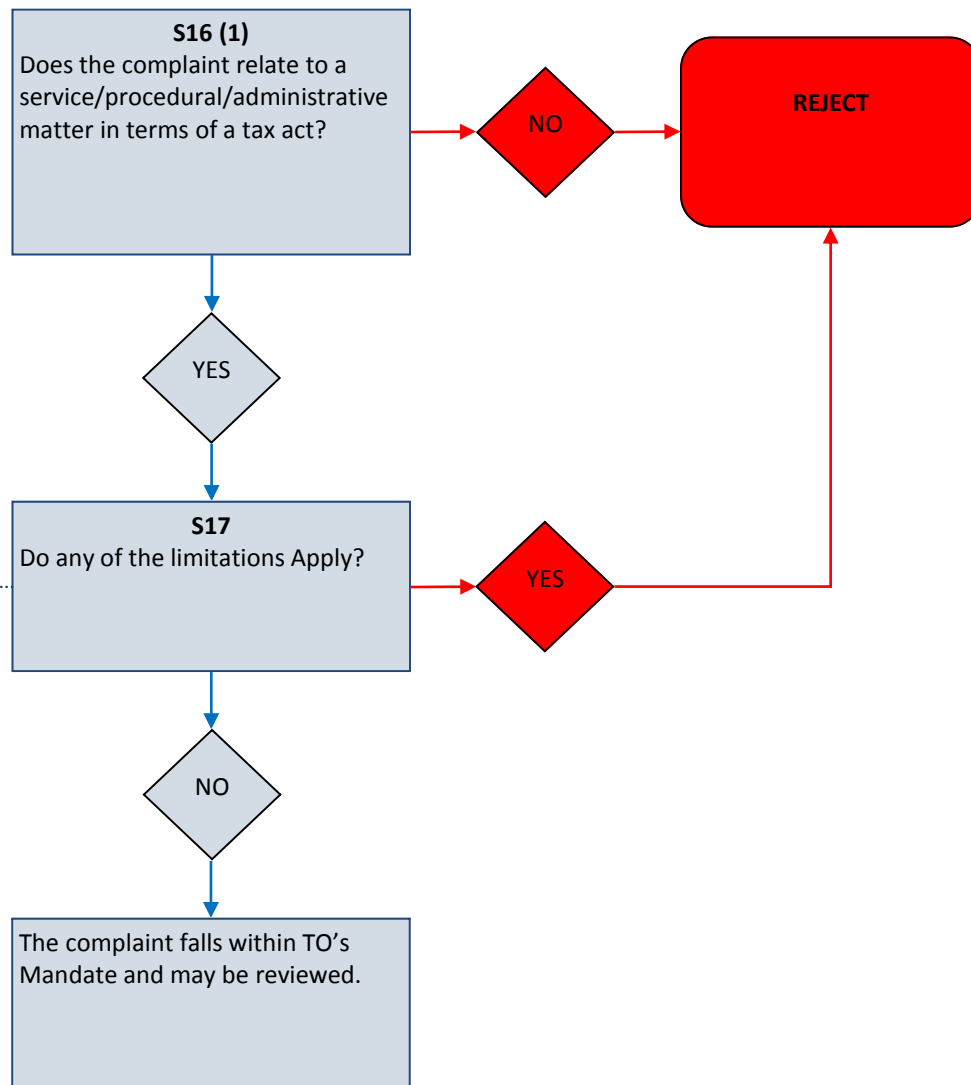 S16 (1)
Does the complaint relate to a
service/procedural/administrative
matter in terms of a tax act?
NO
REJECT
YES
S17
Do any of the limitations Apply?
YES
NO
The complaint falls within TO’s
Mandate and may be reviewed.